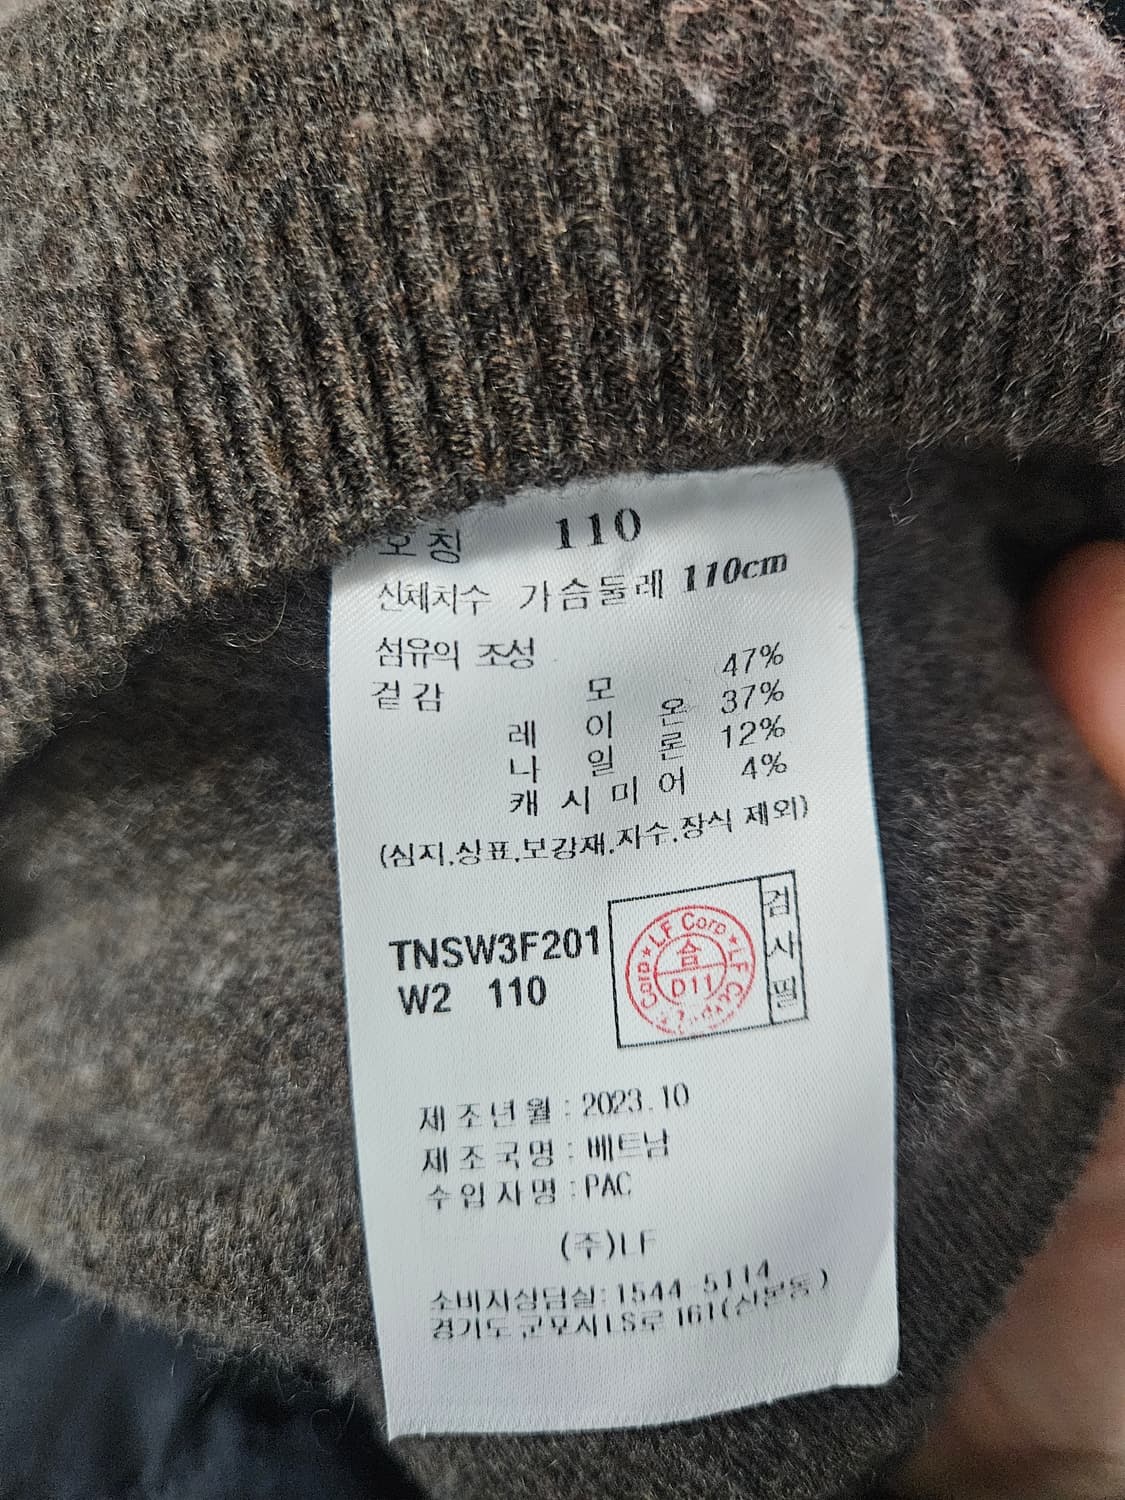 호칭 110
신체치수 가슴둘레 110cm
섬유의 조성
겉감 모 47%
레이온 37%
나일론 12%
캐시미어 4%
(심지,상표,보강재,자수,장식 제외)
TNSW3F201
W2 110
LF Corp ★ LF Corp
합
D11
검사필
제조년월 : 2023.10
제조국명 : 베트남
수입자명 : PAC
(주)LF
소비자상담실: 1544-5114
경기도 군포시 LS로 161(산본동)